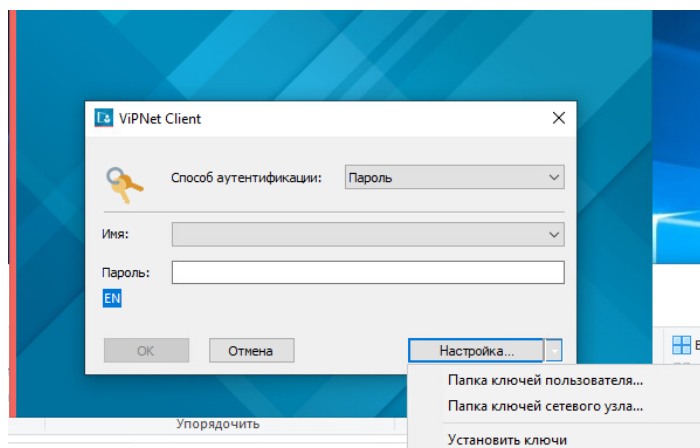 ViPNet Client
Способ аутентификации: Пароль
Имя:
Пароль:
EN
OK Отмена Настройка...
Папка ключей пользователя...
Папка ключей сетевого узла...
Упорядочить
Установить ключи